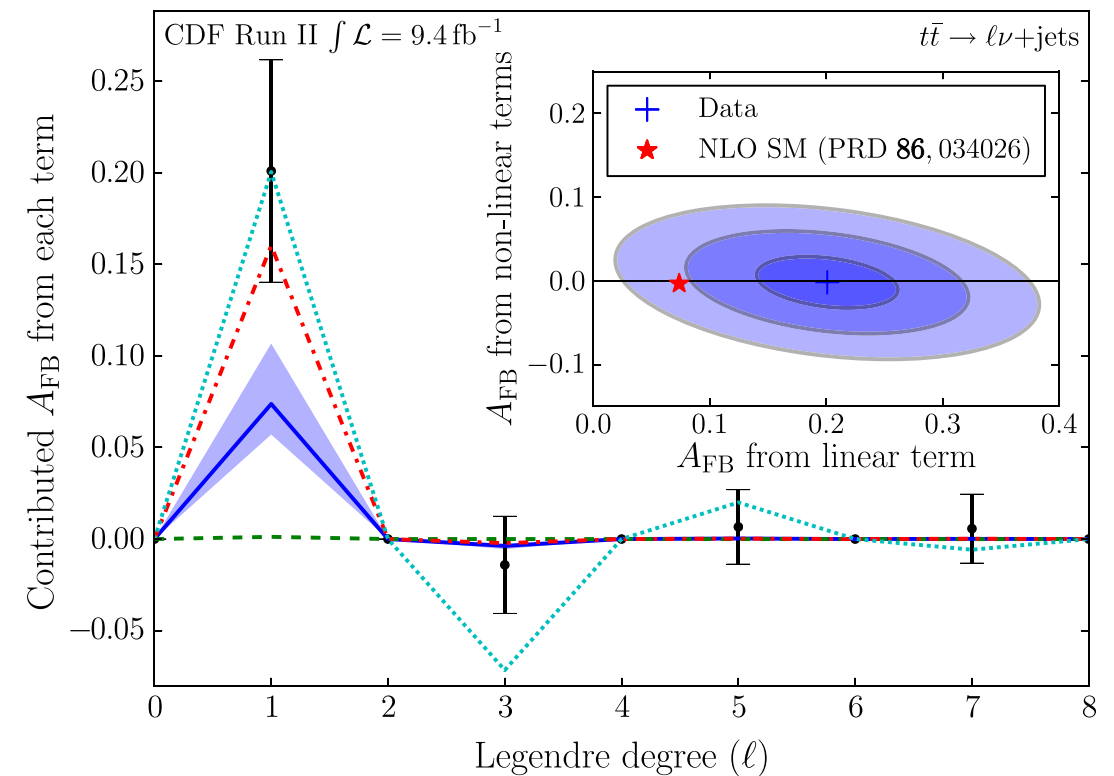 CDF Run II ∫ℒ = 9.4 fb⁻¹
tt̄ → ℓν+jets
Contributed A_FB from each term
0.25
0.20
0.15
0.10
0.05
0.00
−0.05
0 1 2 3 4 5 6 7 8
Legendre degree (ℓ)
A_FB from non-linear terms
0.2
0.1
0.0
−0.1
Data
NLO SM (PRD 86, 034026)
0.0 0.1 0.2 0.3 0.4
A_FB from linear term